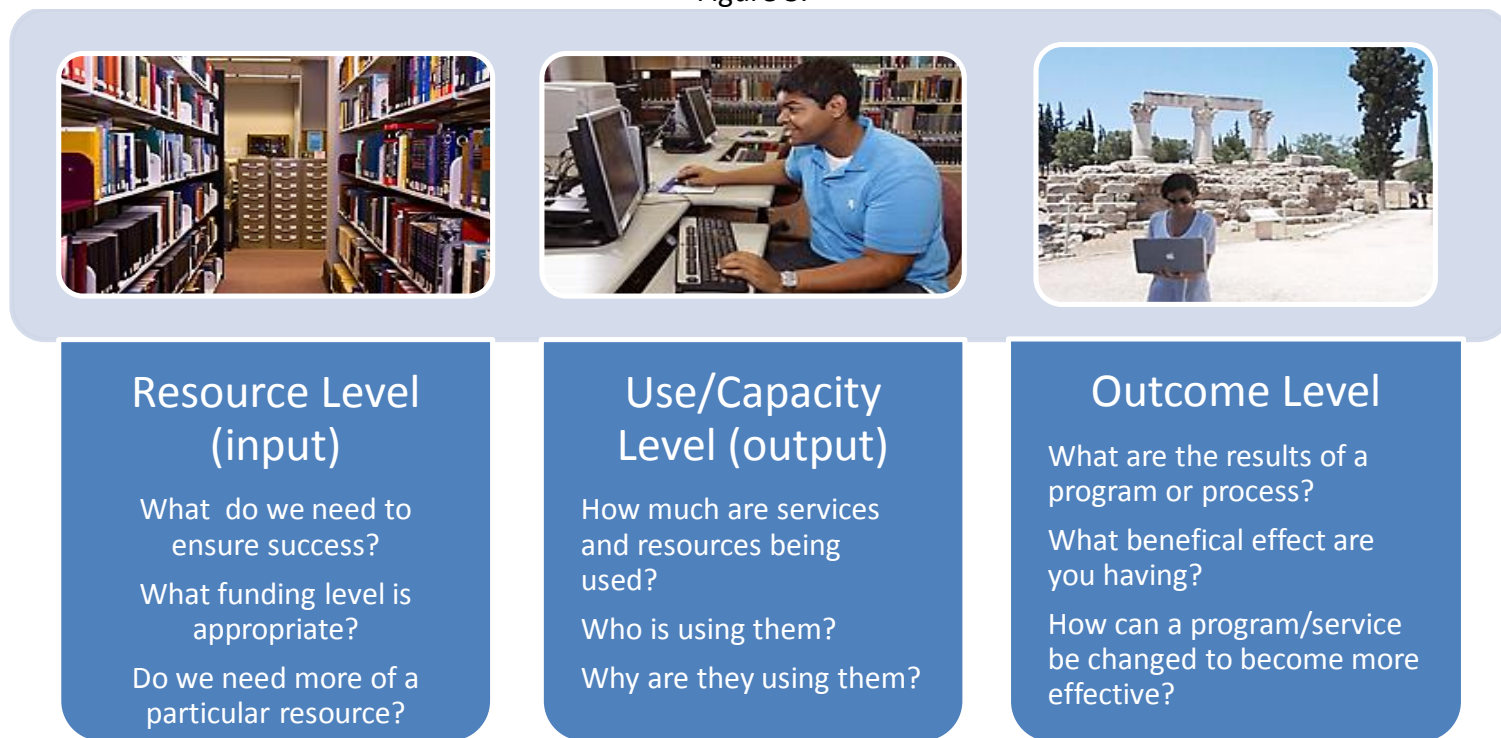 Resource Level
(input)
What do we need to
ensure success?
What funding level is
appropriate?
Do we need more of a
particular resource?
Use/Capacity
Level (output)
How much are services
and resources being
used?
Who is using them?
Why are they using them?
Outcome Level
What are the results of a
program or process?
What benefical effect are
you having?
How can a program/service
be changed to become more
effective?